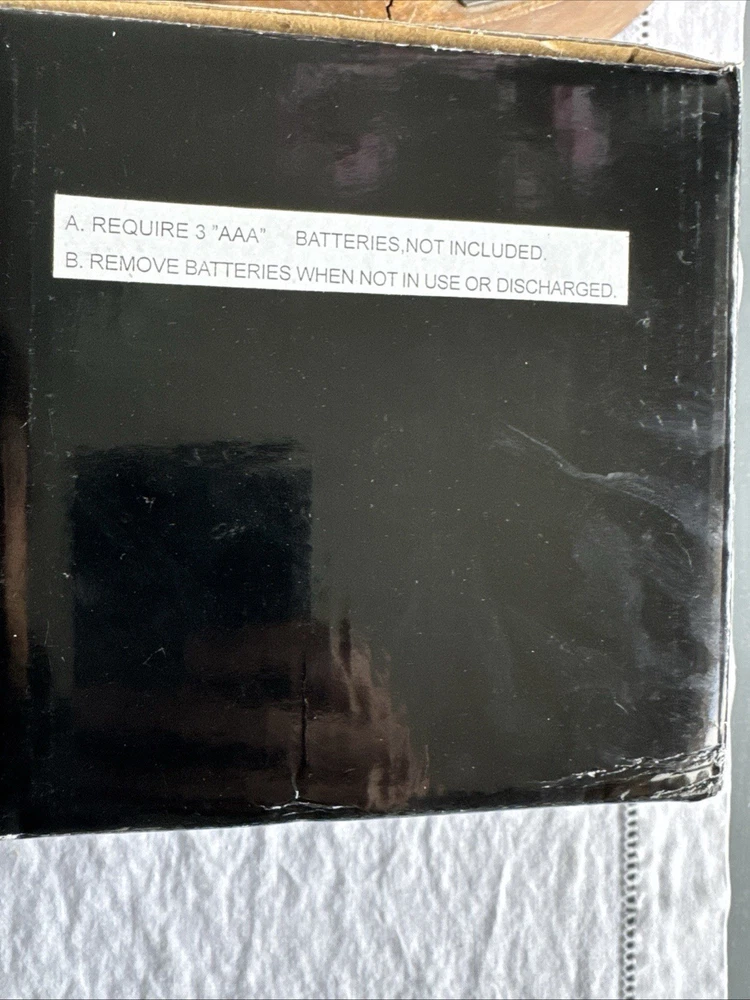 A. REQUIRE 3 "AAA" BATTERIES,NOT INCLUDED.
B. REMOVE BATTERIES,WHEN NOT IN USE OR DISCHARGED.